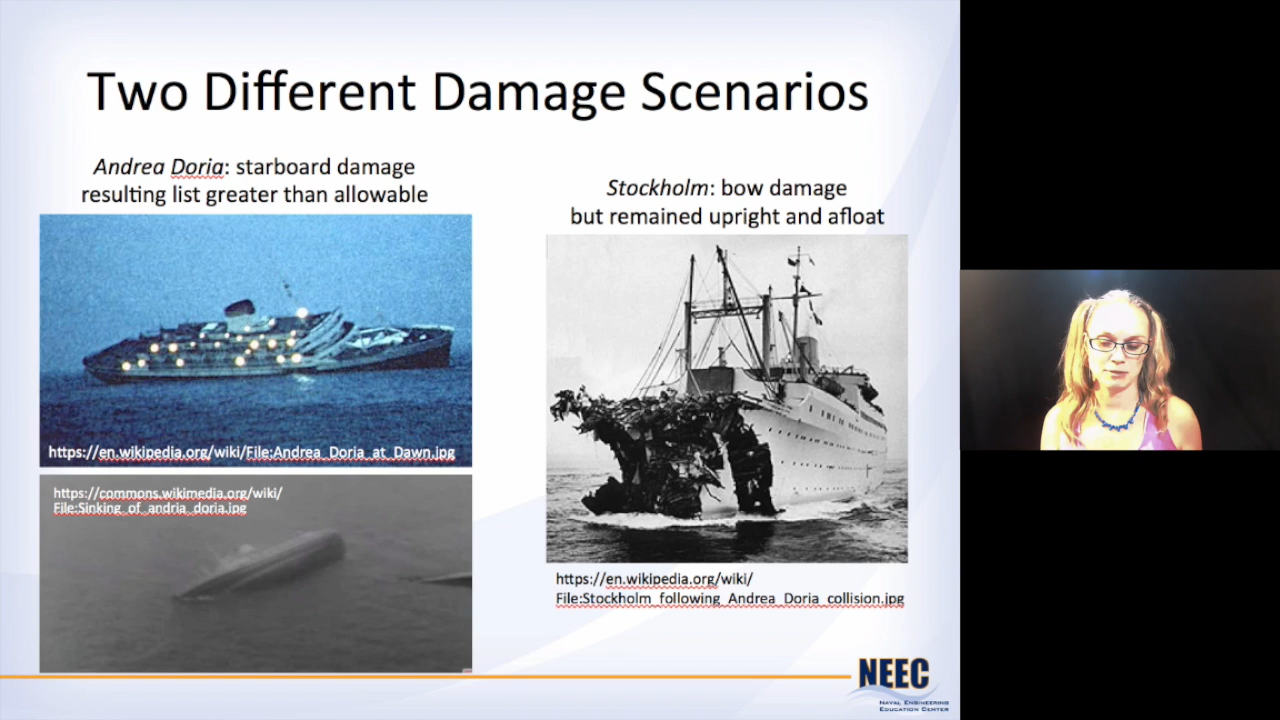 Two Different Damage Scenarios
Andrea Doria: starboard damage
resulting list greater than allowable
https://en.wikipedia.org/wiki/File:Andrea_Doria_at_Dawn.jpg
https://commons.wikimedia.org/wiki/
File:Sinking_of_andria_doria.jpg
Stockholm: bow damage
but remained upright and afloat
https://en.wikipedia.org/wiki/
File:Stockholm_following_Andrea_Doria_collision.jpg
NEEC
Naval Engineering
Education Center